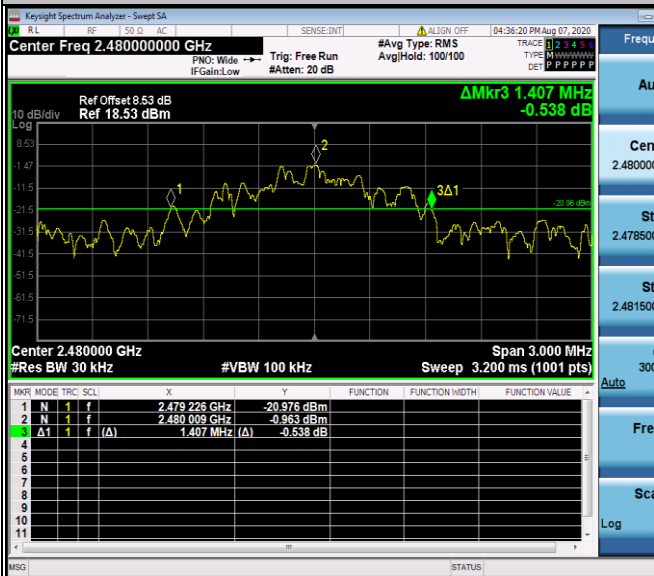 Keysight Spectrum Analyzer - Swept SA
RL RF 50 Ω AC SENSE:INT ALIGN OFF 04:36:20 PM Aug 07, 2020
Center Freq 2.480000000 GHz
PNO: Wide
IFGain:Low
Trig: Free Run
#Atten: 20 dB
#Avg Type: RMS
Avg|Hold: 100/100
TRACE 1 2 3 4 5 6
TYPE M W W W W W
DET P P P P P P
Frequ
Ref Offset 8.53 dB
10 dB/div Ref 18.53 dBm
Log
ΔMkr3 1.407 MHz
-0.538 dB
8.53
-1.47
-11.5
-21.5
-31.5
-41.5
-51.5
-61.5
-71.5
1
2
3Δ1
-20.96 dBm
Center 2.480000 GHz Span 3.000 MHz
#Res BW 30 kHz #VBW 100 kHz Sweep 3.200 ms (1001 pts)
MKR MODE TRC SCL X Y FUNCTION FUNCTION WIDTH FUNCTION VALUE
1 N 1 f 2.479 226 GHz -20.976 dBm
2 N 1 f 2.480 009 GHz -0.963 dBm
3 Δ1 1 f (Δ) 1.407 MHz (Δ) -0.538 dB
4
5
6
7
8
9
10
11
MSG STATUS
Au
Cen
2.480000
St
2.478500
St
2.481500
300
Auto
Fre
Sca
Log